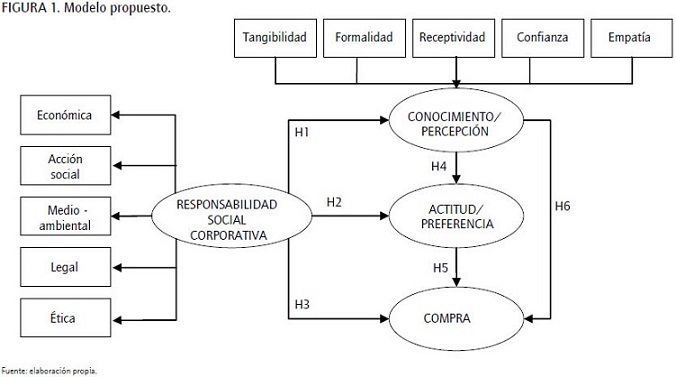 FIGURA 1. Modelo propuesto.
Tangibilidad
Formalidad
Receptividad
Confianza
Empatía
Económica
Acción
social
Medio -
ambiental
Legal
Ética
RESPONSABILIDAD
SOCIAL
CORPORATIVA
H1
H2
H3
CONOCIMIENTO/
PERCEPCIÓN
H4
ACTITUD/
PREFERENCIA
H5
H6
COMPRA
Fuente: elaboración propia.